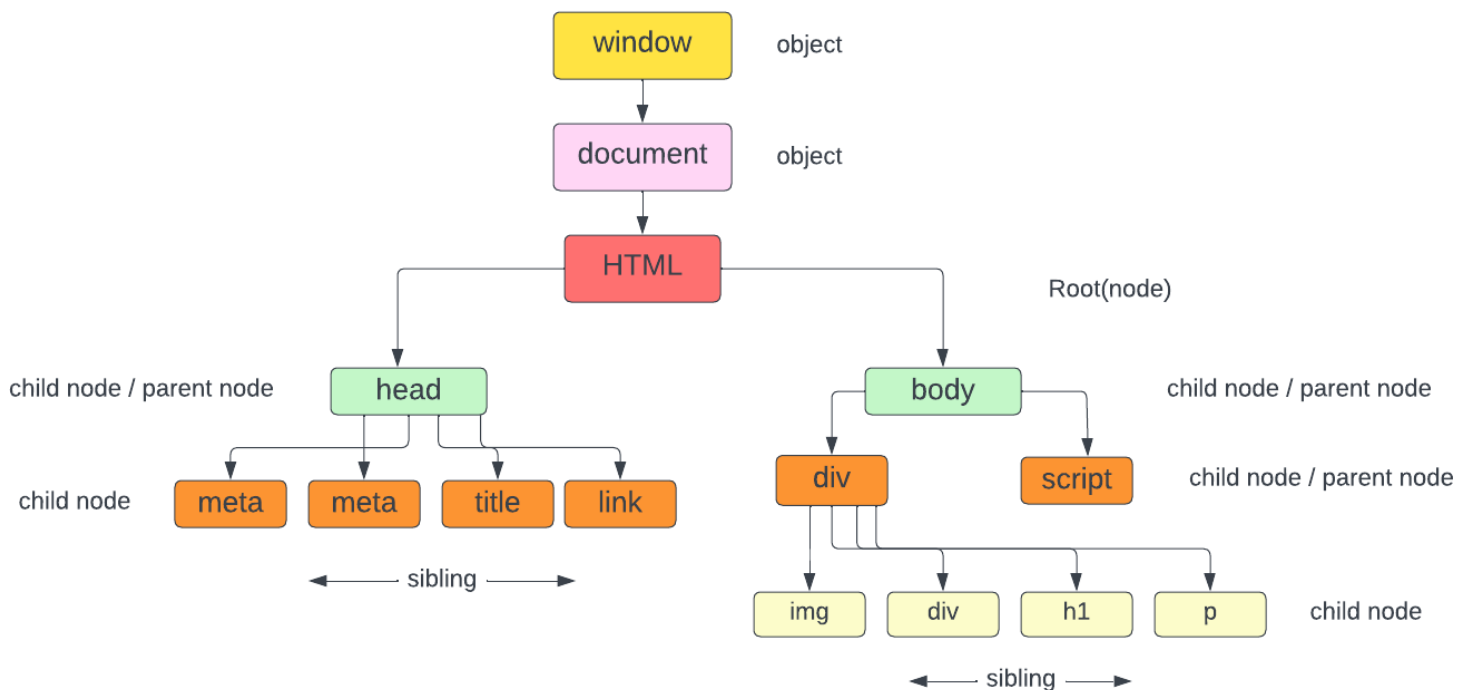 window
object
document
object
HTML
Root(node)
child node / parent node
head
body
child node / parent node
div
script
child node / parent node
child node
meta
meta
title
link
sibling
img
div
h1
p
child node
sibling